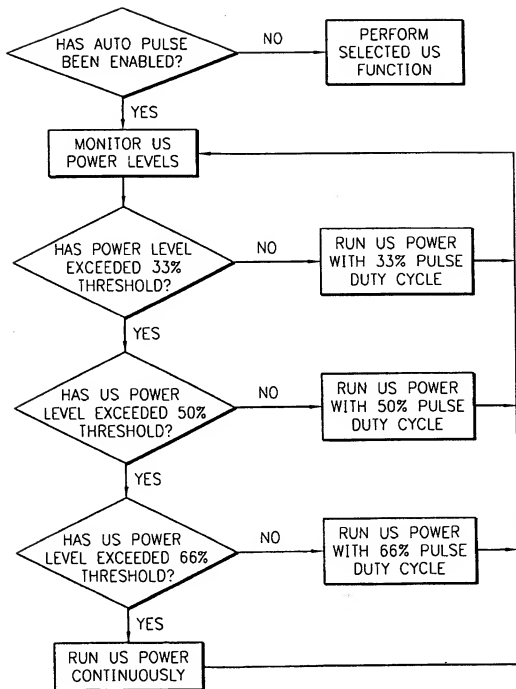 HAS AUTO PULSE
BEEN ENABLED?
NO
PERFORM
SELECTED US
FUNCTION
YES
MONITOR US
POWER LEVELS
HAS POWER LEVEL
EXCEEDED 33%
THRESHOLD?
NO
RUN US POWER
WITH 33% PULSE
DUTY CYCLE
YES
HAS US POWER
LEVEL EXCEEDED 50%
THRESHOLD?
NO
RUN US POWER
WITH 50% PULSE
DUTY CYCLE
YES
HAS US POWER
LEVEL EXCEEDED 66%
THRESHOLD?
NO
RUN US POWER
WITH 66% PULSE
DUTY CYCLE
YES
RUN US POWER
CONTINUOUSLY